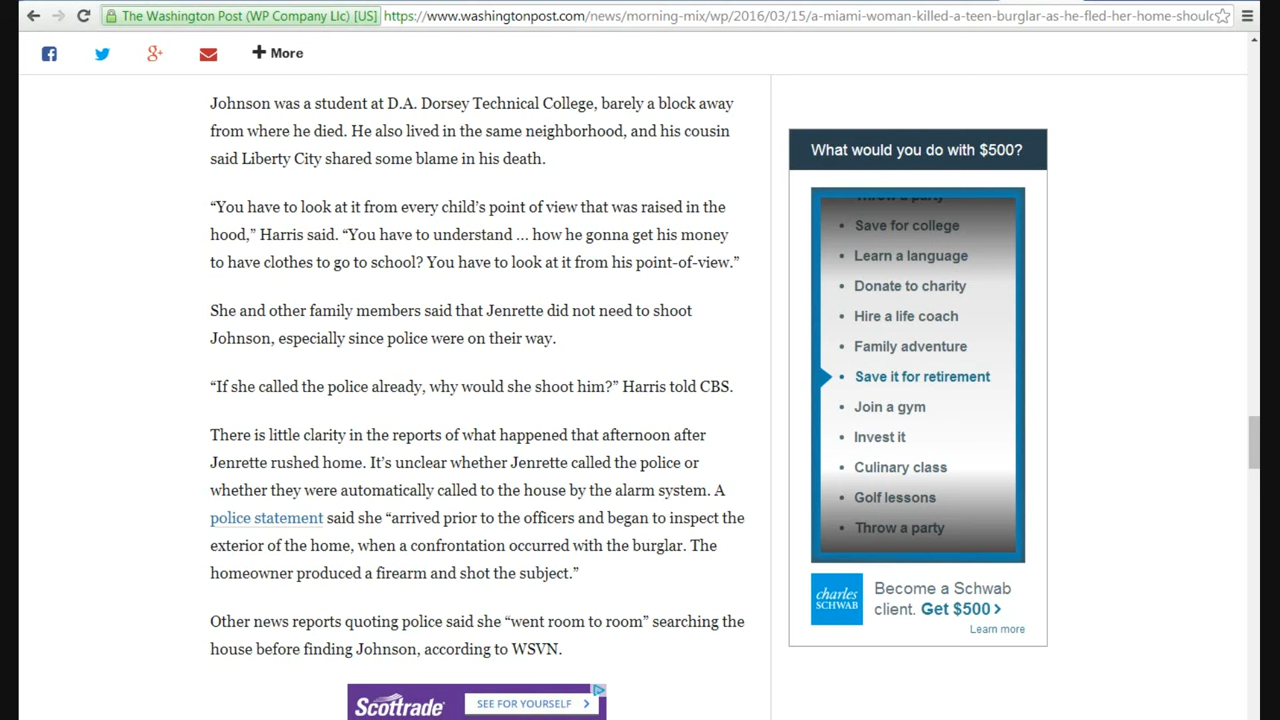 The Washington Post (WP Company Llc) [US] https://www.washingtonpost.com/news/morning-mix/wp/2016/03/15/a-miami-woman-killed-a-teen-burglar-as-he-fled-her-home-shoulc
+ More
Johnson was a student at D.A. Dorsey Technical College, barely a block away
from where he died. He also lived in the same neighborhood, and his cousin
said Liberty City shared some blame in his death.
“You have to look at it from every child’s point of view that was raised in the
hood,” Harris said. “You have to understand … how he gonna get his money
to have clothes to go to school? You have to look at it from his point-of-view.”
She and other family members said that Jenrette did not need to shoot
Johnson, especially since police were on their way.
“If she called the police already, why would she shoot him?” Harris told CBS.
There is little clarity in the reports of what happened that afternoon after
Jenrette rushed home. It’s unclear whether Jenrette called the police or
whether they were automatically called to the house by the alarm system. A
police statement said she “arrived prior to the officers and began to inspect the
exterior of the home, when a confrontation occurred with the burglar. The
homeowner produced a firearm and shot the subject.”
Other news reports quoting police said she “went room to room” searching the
house before finding Johnson, according to WSVN.
Scottrade SEE FOR YOURSELF
What would you do with $500?
Throw a party
• Save for college
• Learn a language
• Donate to charity
• Hire a life coach
• Family adventure
• Save it for retirement
• Join a gym
• Invest it
• Culinary class
• Golf lessons
• Throw a party
charles
SCHWAB
Become a Schwab
client. Get $500 >
Learn more